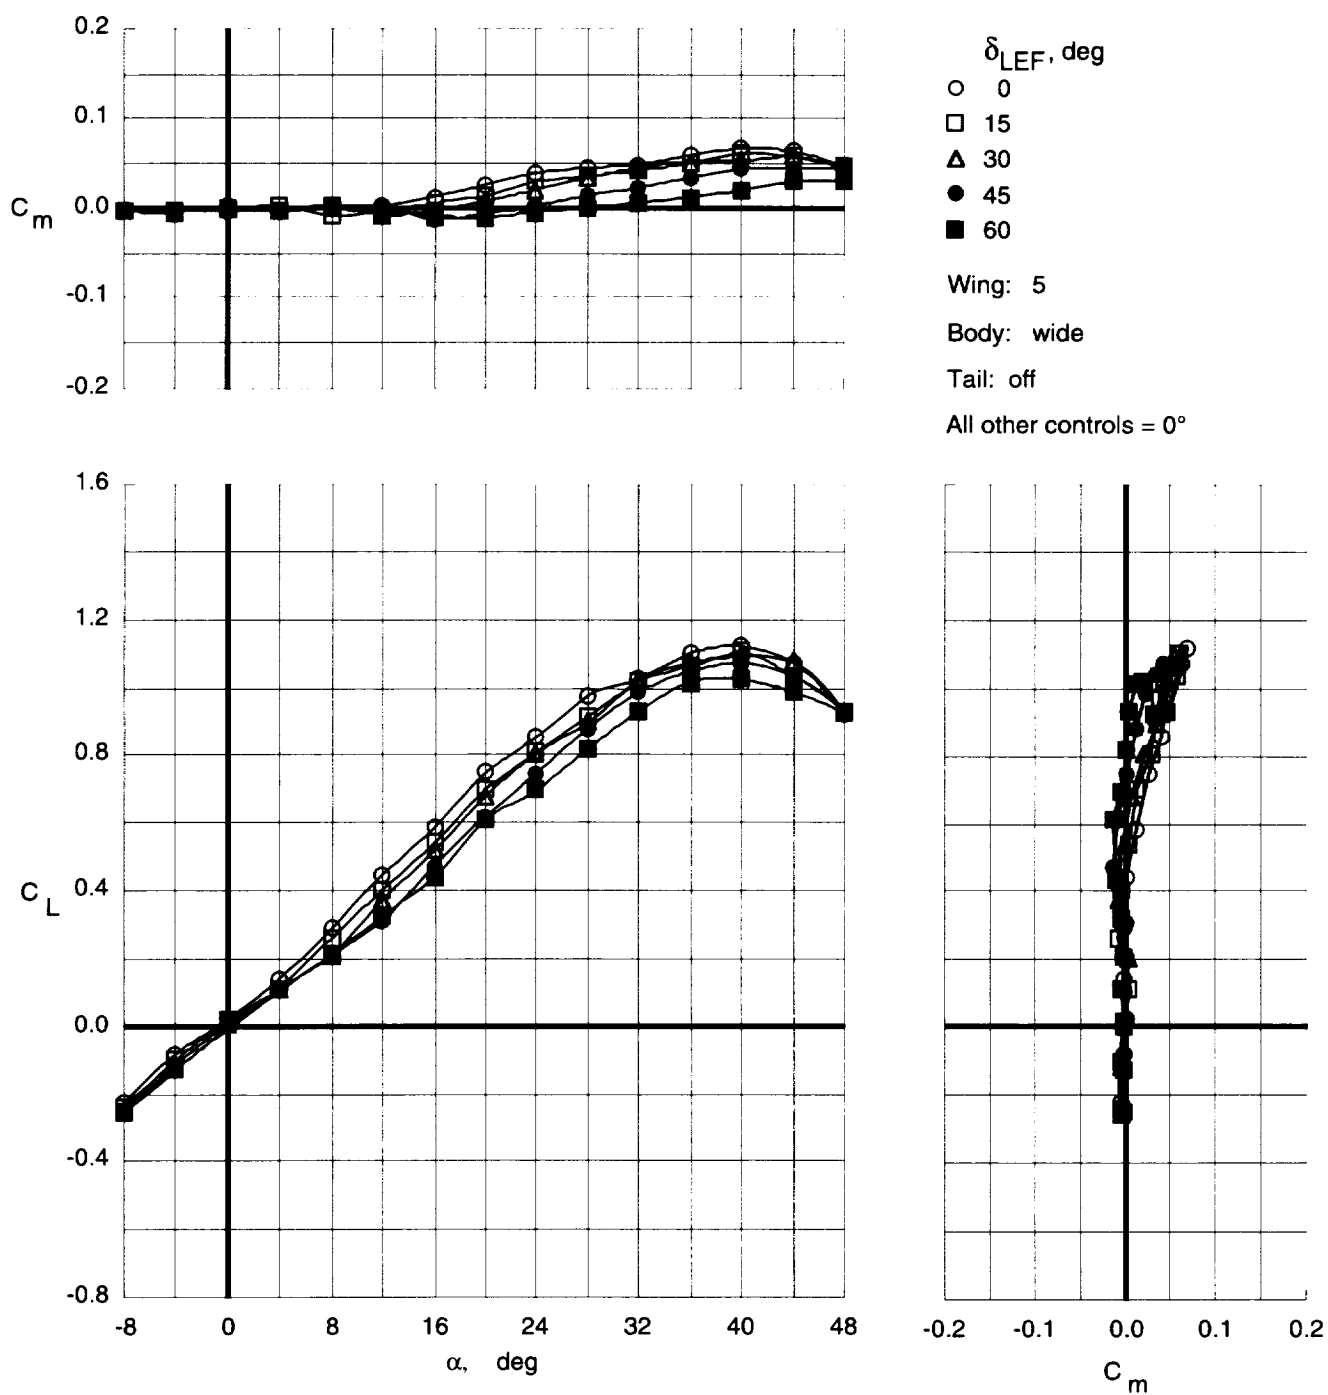 0.2
0.1
0.0
-0.1
-0.2
C m
δLEF, deg
0
15
30
45
60
Wing: 5
Body: wide
Tail: off
All other controls = 0°
1.6
1.2
0.8
0.4
0.0
-0.4
-0.8
C L
-8 0 8 16 24 32 40 48
α, deg
-0.2 -0.1 0.0 0.1 0.2
C m